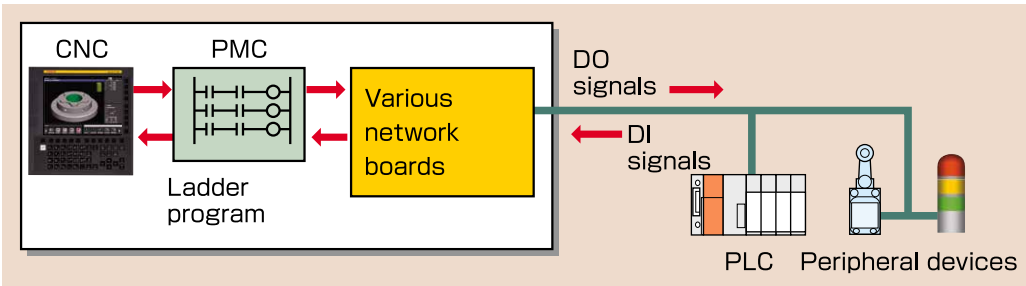 CNC
PMC
Ladder
program
Various
network
boards
DO
signals
DI
signals
PLC
Peripheral devices